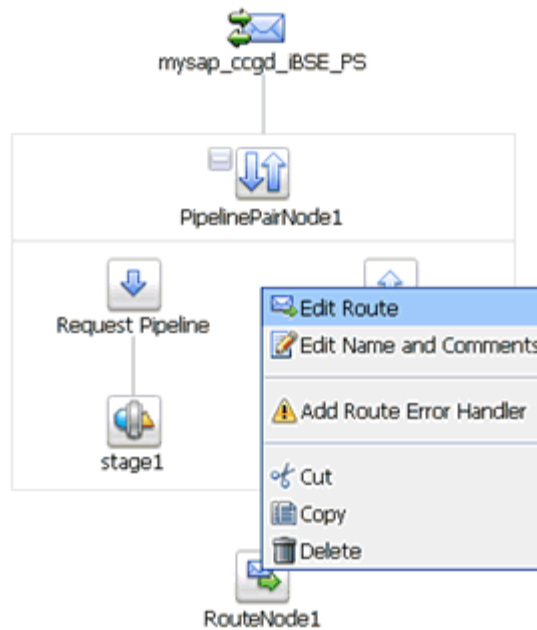 mysap_ccgd_iBSE_PS
PipelinePairNode1
Request Pipeline
Edit Route
Edit Name and Comments
Add Route Error Handler
stage1
Cut
Copy
Delete
RouteNode1